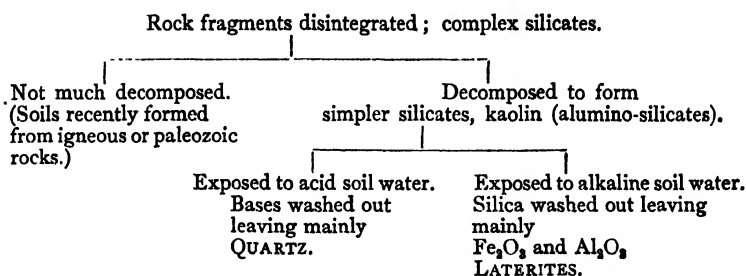 Rock fragments disintegrated; complex silicates.
Not much decomposed.
(Soils recently formed
from igneous or paleozoic
rocks.)
Decomposed to form
simpler silicates, kaolin (alumino-silicates).
Exposed to acid soil water.
Bases washed out
leaving mainly
QUARTZ.
Exposed to alkaline soil water.
Silica washed out leaving
mainly
Fe₂O₃ and Al₂O₃
LATERITES.